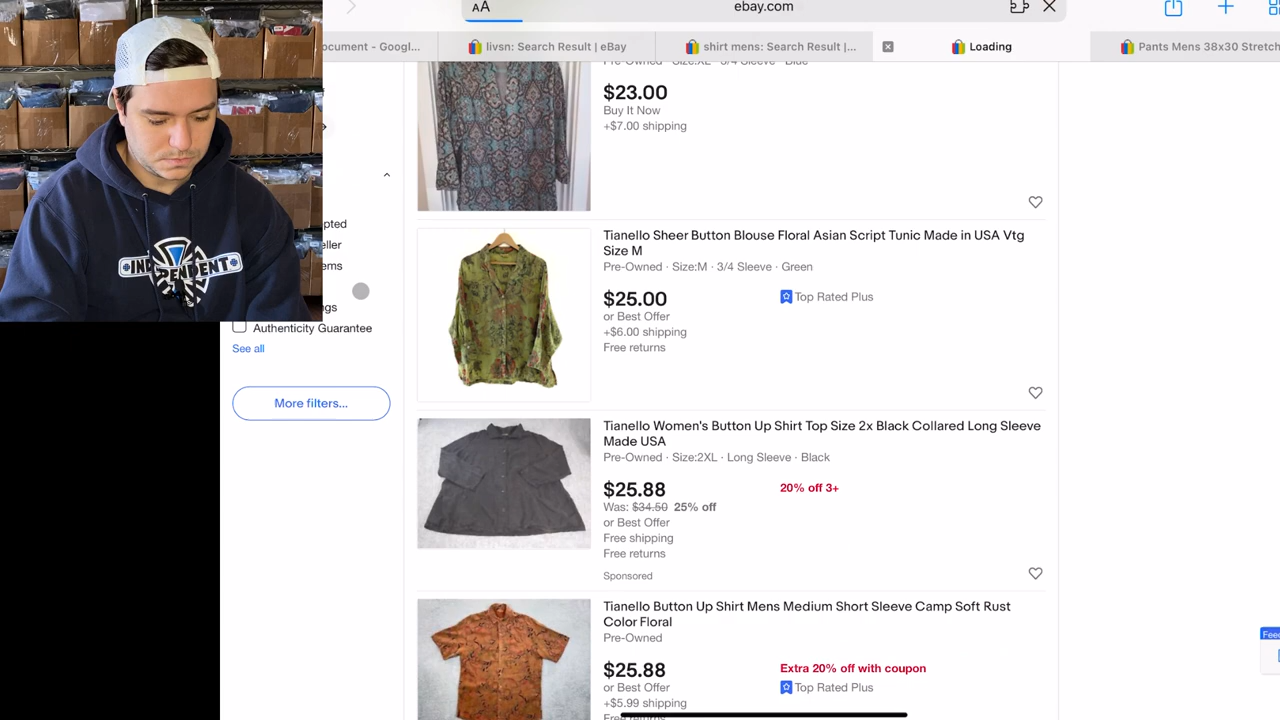 AA
ebay.com
ocument - Googl...
livsn: Search Result | eBay
shirt mens: Search Result |...
Loading
Pants Mens 38x30 Stretch
Pre-Owned · Size:XL · 3/4 Sleeve · Blue
$23.00
Buy It Now
+$7.00 shipping
INDEPENDENT
pted
eller
ems
ngs
Authenticity Guarantee
See all
More filters...
Tianello Sheer Button Blouse Floral Asian Script Tunic Made in USA Vtg
Size M
Pre-Owned · Size:M · 3/4 Sleeve · Green
$25.00
Top Rated Plus
or Best Offer
+$6.00 shipping
Free returns
Tianello Women's Button Up Shirt Top Size 2x Black Collared Long Sleeve
Made USA
Pre-Owned · Size:2XL · Long Sleeve · Black
$25.88
20% off 3+
Was: $34.50 25% off
or Best Offer
Free shipping
Free returns
Sponsored
Tianello Button Up Shirt Mens Medium Short Sleeve Camp Soft Rust
Color Floral
Pre-Owned
$25.88
Extra 20% off with coupon
or Best Offer
Top Rated Plus
+$5.99 shipping
Free returns
Feed